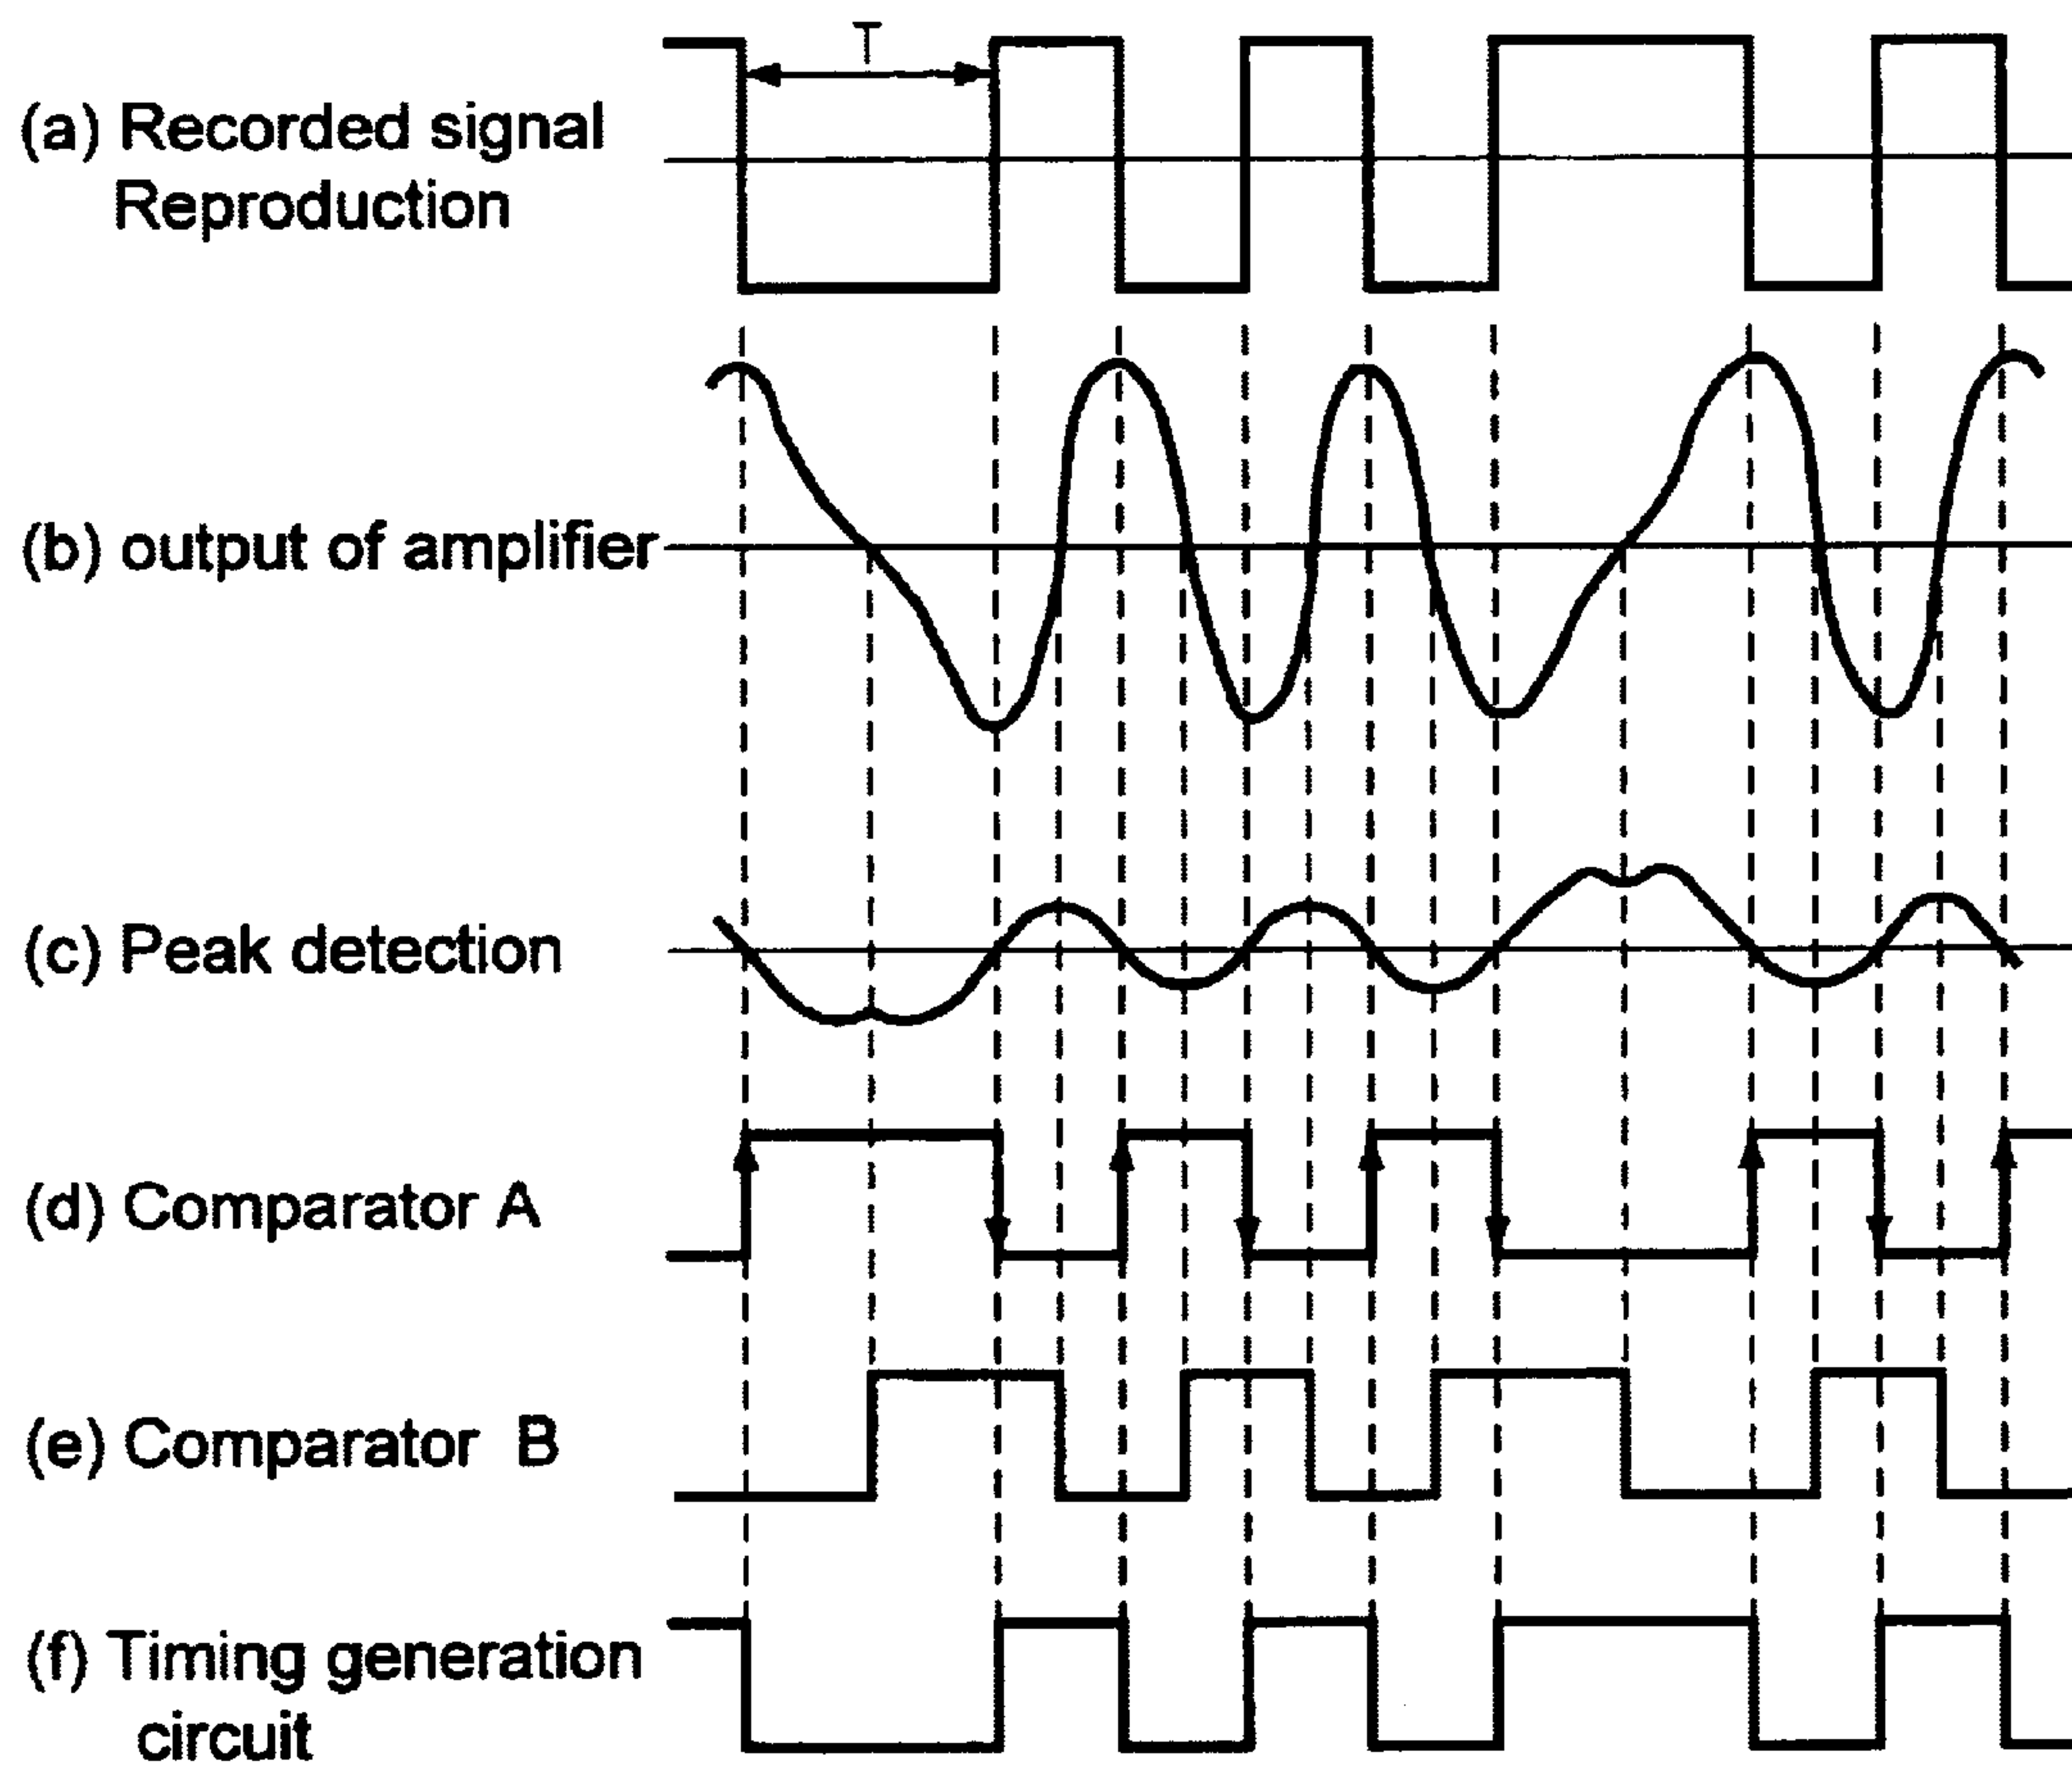 T
(a) Recorded signal
Reproduction
(b) output of amplifier
(c) Peak detection
(d) Comparator A
(e) Comparator B
(f) Timing generation
circuit